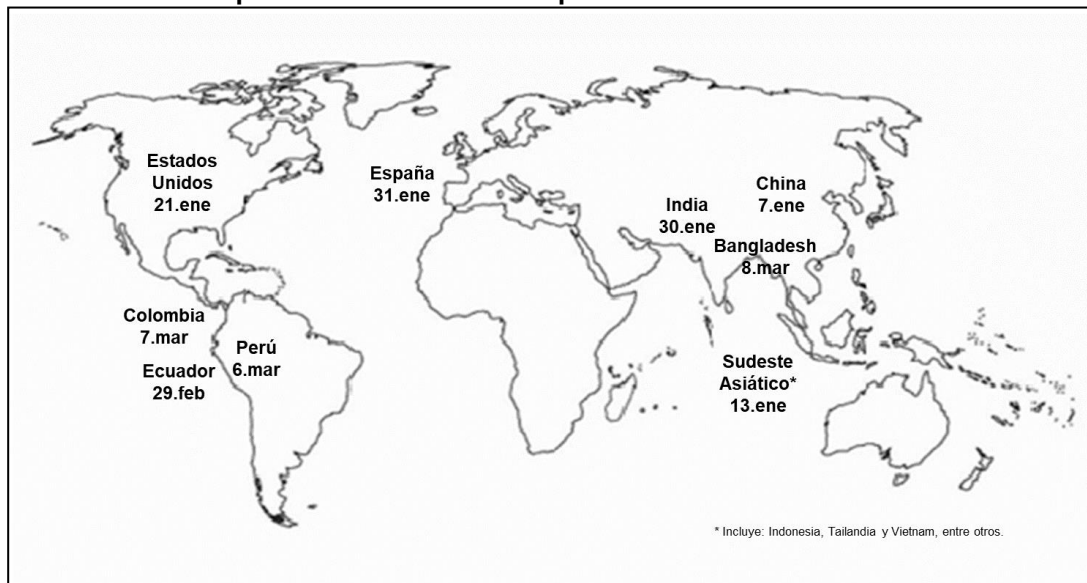 Estados
Unidos
21.ene
España
31.ene
China
7.ene
India
30.ene
Bangladesh
8.mar
Colombia
7.mar
Perú
6.mar
Ecuador
29.feb
Sudeste
Asiático*
13.ene
* Incluye: Indonesia, Tailandia y Vietnam, entre otros.